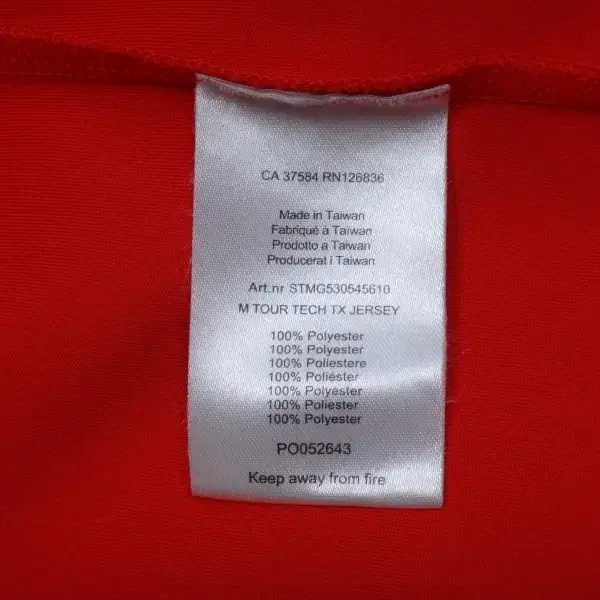 CA 37584 RN126836
Made in Taiwan
Fabriqué à Taïwan
Prodotto a Taiwan
Producerat i Taiwan
Art.nr STMG530545610
M TOUR TECH TX JERSEY
100% Polyester
100% Polyester
100% Poliestere
100% Poliéster
100% Polyester
100% Poliester
100% Polyester
PO052643
Keep away from fire